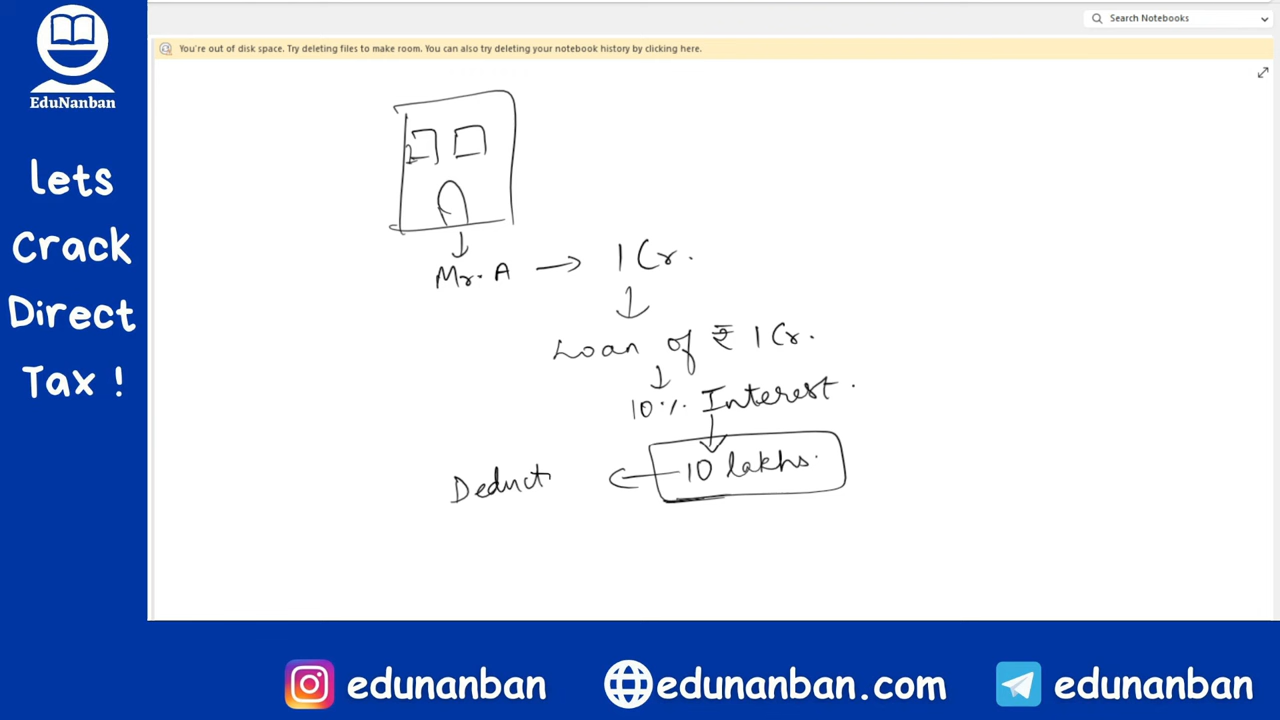 Search Notebooks
You're out of disk space. Try deleting files to make room. You can also try deleting your notebook history by clicking here.
EduNanban
Lets
Crack
Direct
Tax !
Mr. A → 1 Cr.
Loan of ₹ 1 Cr.
10% Interest.
Deduct ← 10 lakhs.
edunanban
edunanban.com
edunanban